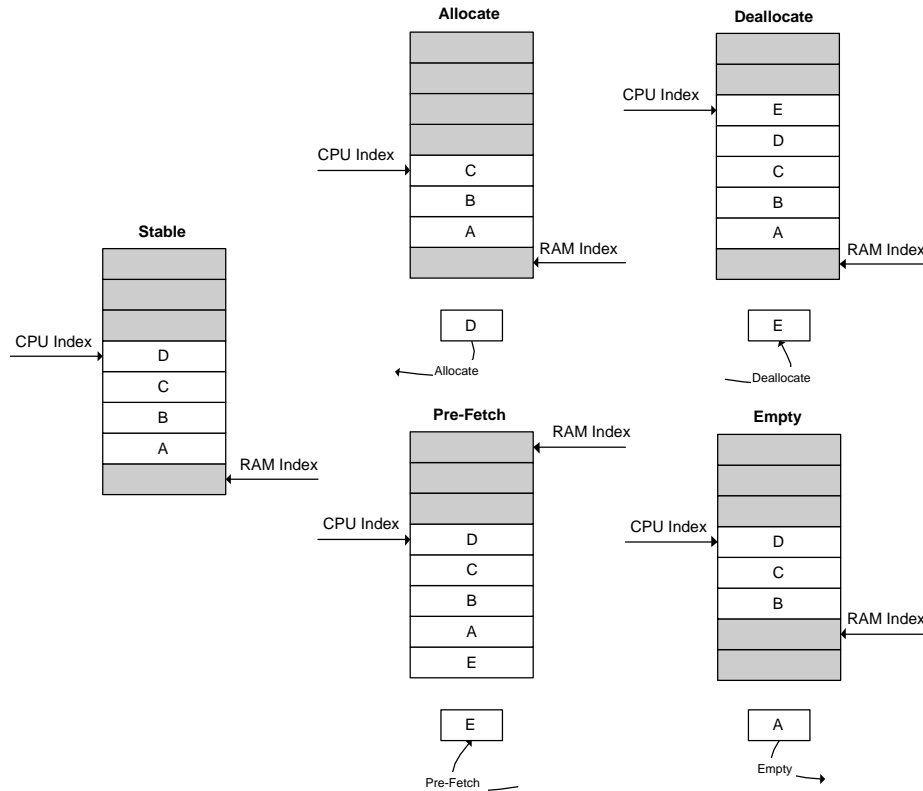 Stable
CPU Index
D
C
B
A
RAM Index
Allocate
CPU Index
C
B
A
RAM Index
D
Allocate
Deallocate
CPU Index
E
D
C
B
A
RAM Index
E
Deallocate
Pre-Fetch
RAM Index
CPU Index
D
C
B
A
E
E
Pre-Fetch
Empty
CPU Index
D
C
B
RAM Index
A
Empty